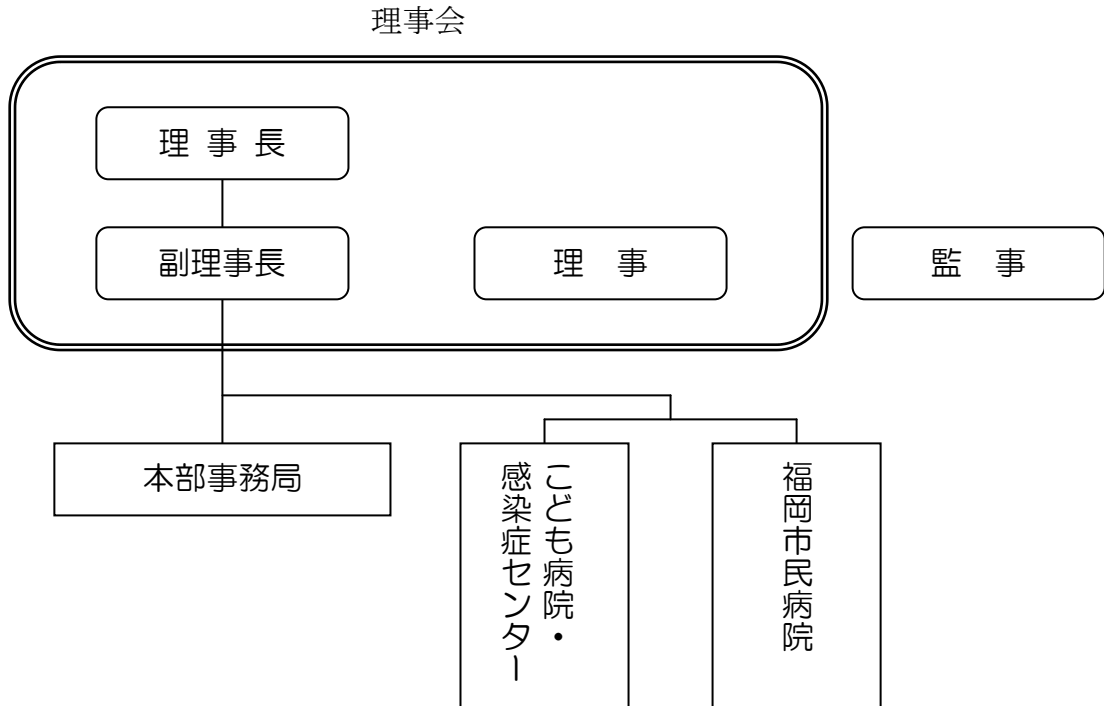 理事会
理 事 長
副理事長
理　事
監　事
本部事務局
こども病院・
感染症センター
福岡市民病院